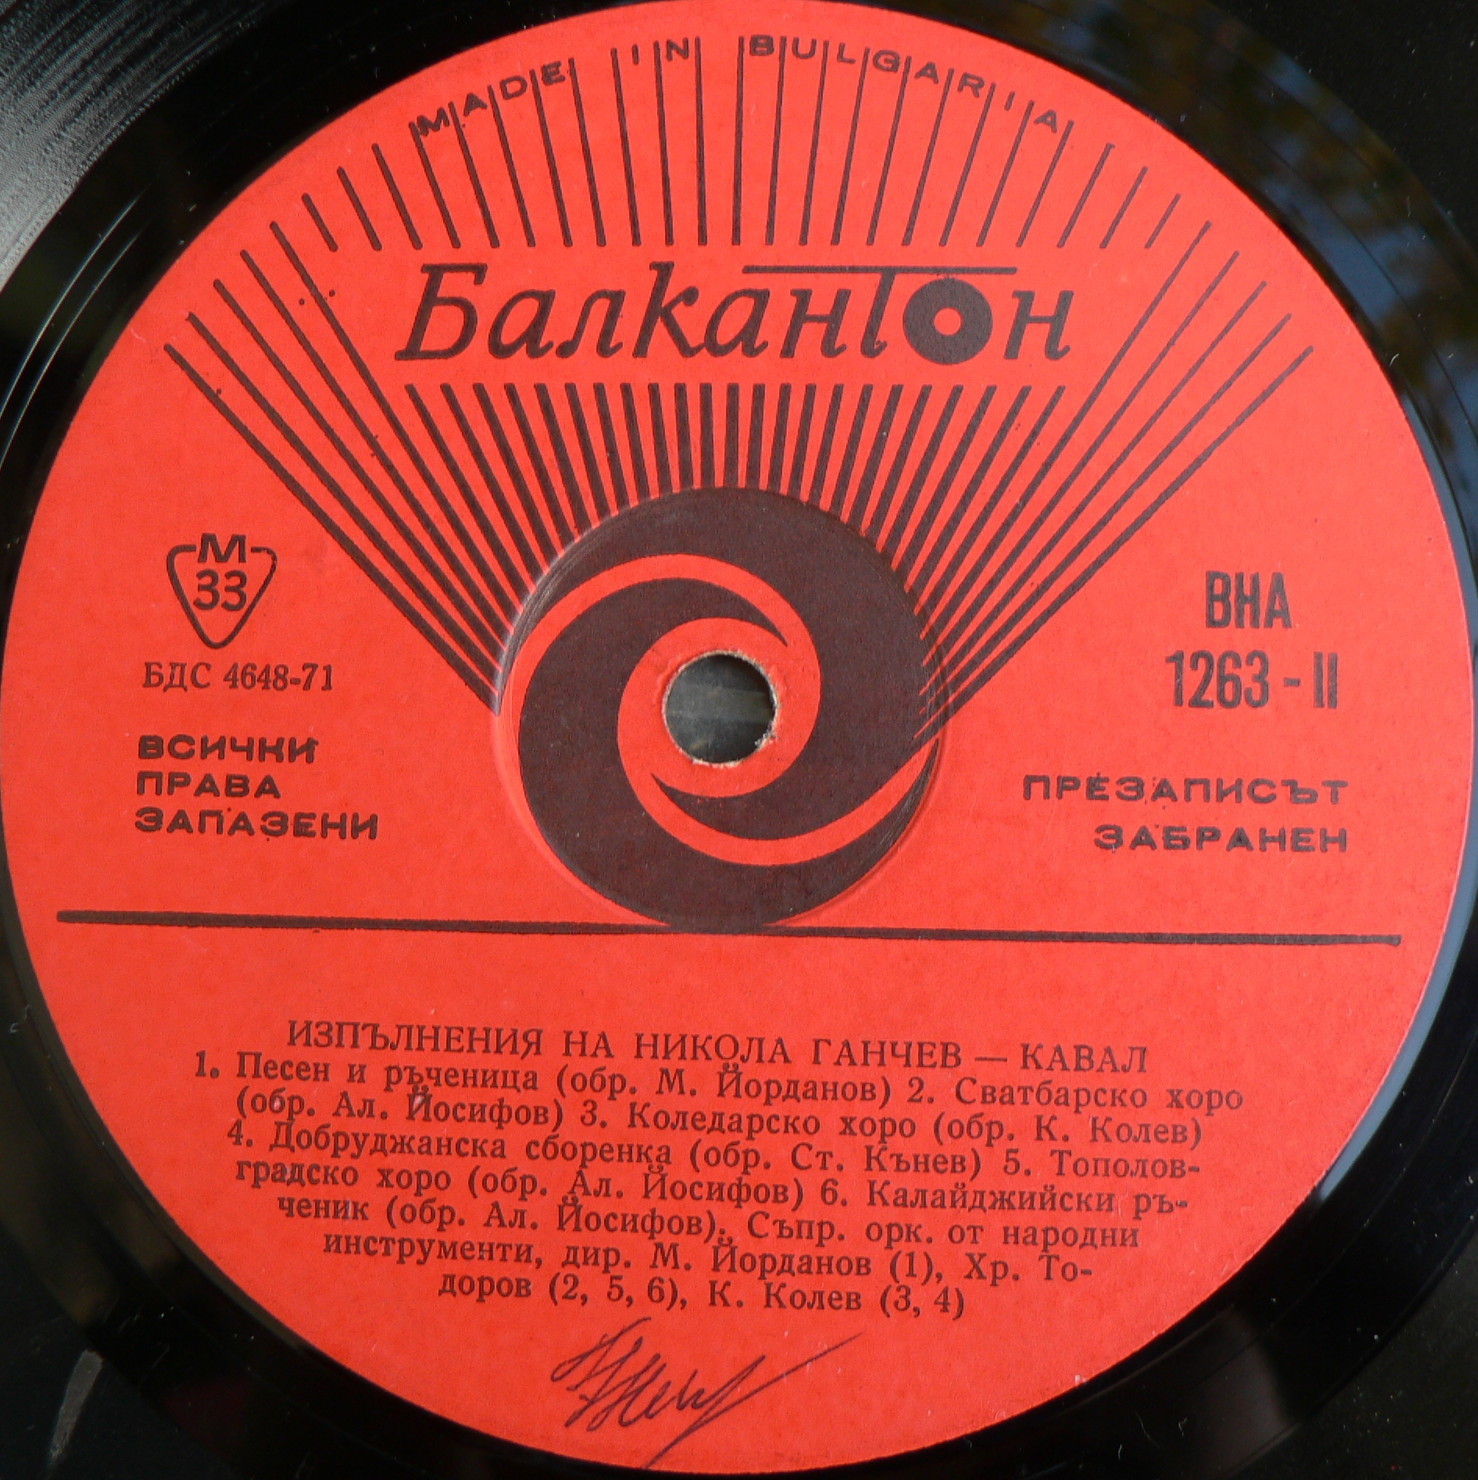 MADE IN BULGARIA
Балкантон
М
33
БДС 4648-71
ВСИЧКИ
ПРАВА
ЗАПАЗЕНИ
ВНА
1263 - II
ПРЕЗАПИСЪТ
ЗАБРАНЕН
ИЗПЪЛНЕНИЯ НА НИКОЛА ГАНЧЕВ — КАВАЛ
1. Песен и ръченица (обр. М. Йорданов) 2. Сватбарско хоро
(обр. Ал. Йосифов) 3. Коледарско хоро (обр. К. Колев)
4. Добруджанска сборенка (обр. Ст. Кънев) 5. Тополов-
градско хоро (обр. Ал. Йосифов) 6. Калайджийски ръ-
ченик (обр. Ал. Йосифов). Съпр. орк. от народни
инструменти, дир. М. Йорданов (1), Хр. То-
доров (2, 5, 6), К. Колев (3, 4)